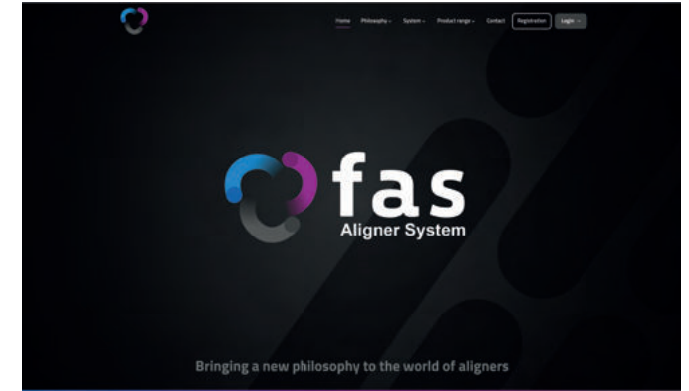 Home Philosophy System Product range Contact Registration Login
fas
Aligner System
Bringing a new philosophy to the world of aligners